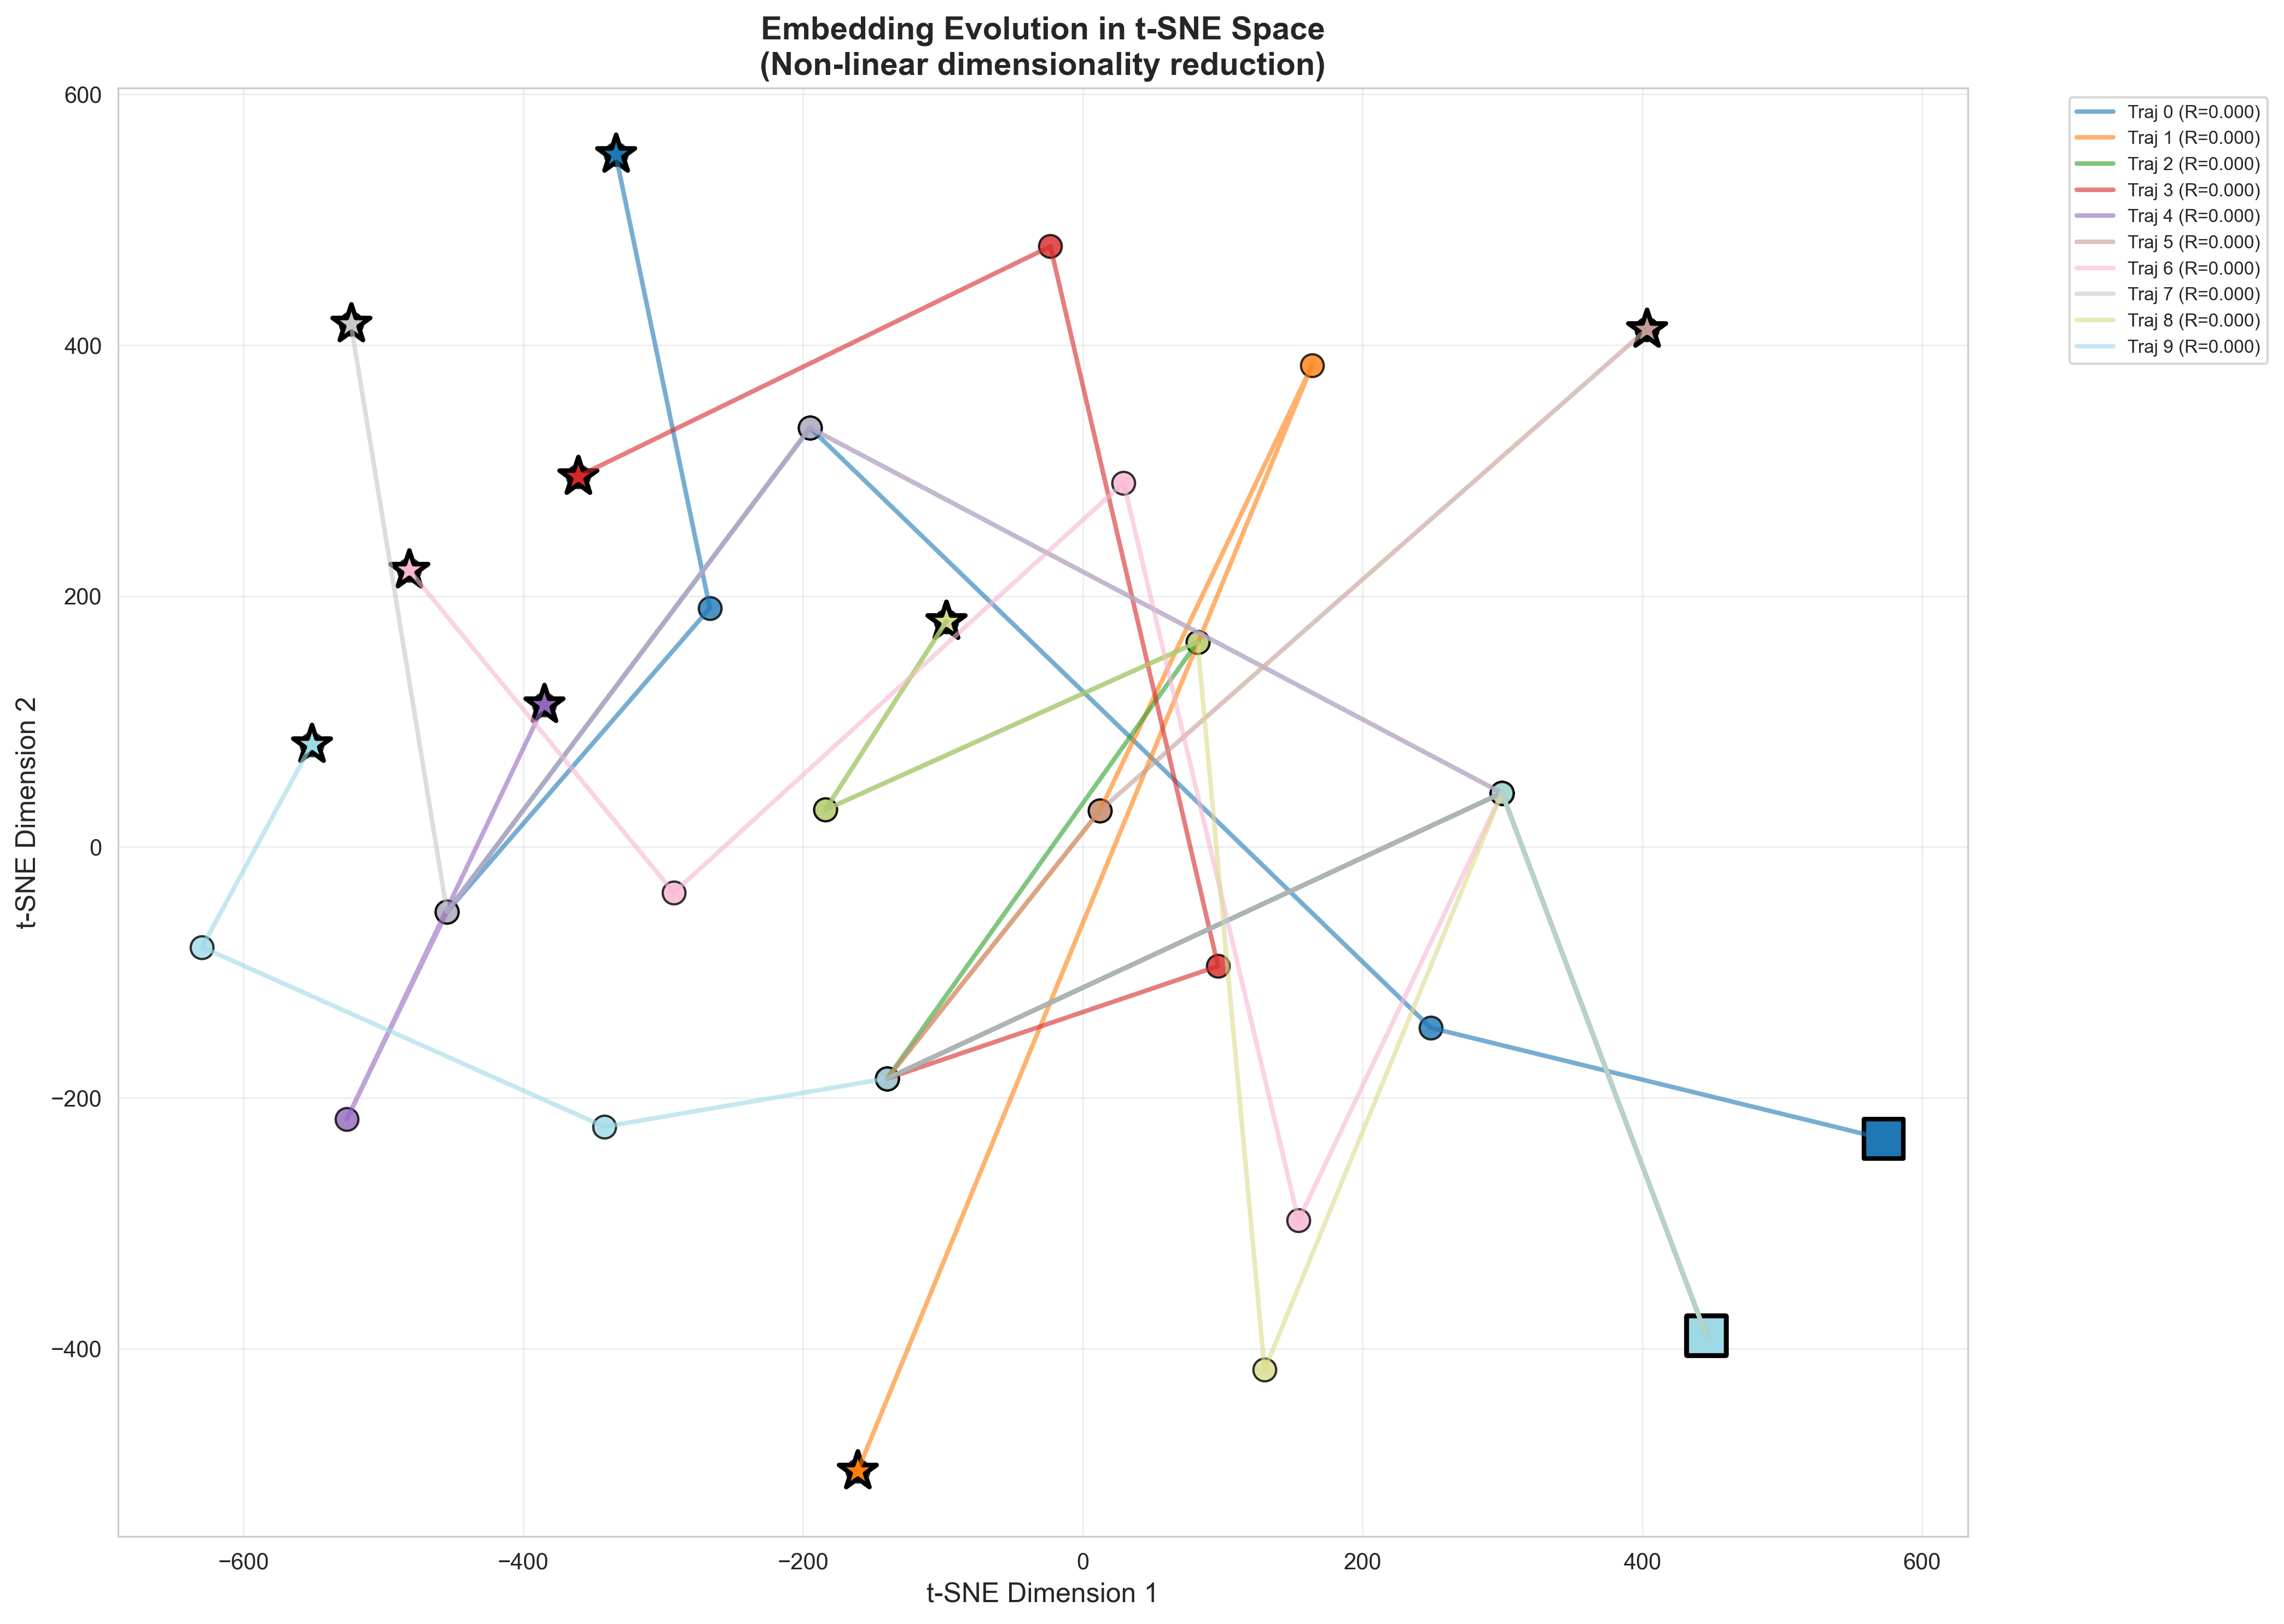 Embedding Evolution in t-SNE Space
(Non-linear dimensionality reduction)
t-SNE Dimension 2
600
400
200
0
−200
−400
−600
−400
−200
0
200
400
600
t-SNE Dimension 1
Traj 0 (R=0.000)
Traj 1 (R=0.000)
Traj 2 (R=0.000)
Traj 3 (R=0.000)
Traj 4 (R=0.000)
Traj 5 (R=0.000)
Traj 6 (R=0.000)
Traj 7 (R=0.000)
Traj 8 (R=0.000)
Traj 9 (R=0.000)